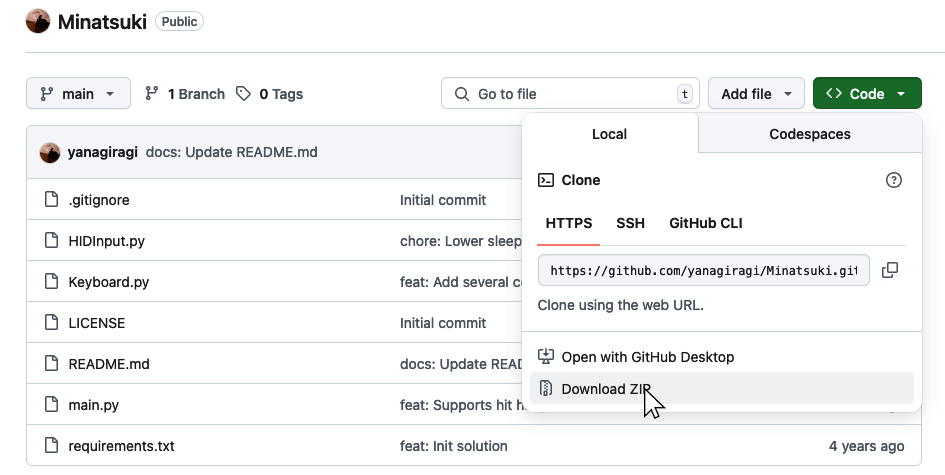 Minatsuki Public
main 1 Branch 0 Tags Go to file t Add file <> Code
Local Codespaces
yanagiragi docs: Update README.md
Clone
.gitignore Initial commit
HTTPS SSH GitHub CLI
HIDInput.py chore: Lower sleep
https://github.com/yanagiragi/Minatsuki.git
Keyboard.py feat: Add several
Clone using the web URL.
LICENSE Initial commit
Open with GitHub Desktop
README.md docs: Update
Download ZIP
main.py feat: Supports hit
requirements.txt feat: Init solution 4 years ago